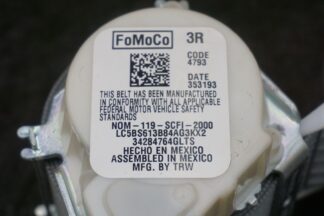 FoMoCo 3R
CODE
4793
DATE
353193
THIS BELT HAS BEEN MANUFACTURED
IN CONFORMITY WITH ALL APPLICABLE
FEDERAL MOTOR VEHICLE SAFETY
STANDARDS
NOM-119-SCFI-2000
LC5BS613B84AG3KX2
34284764GLTS
HECHO EN MEXICO
ASSEMBLED IN MEXICO
MFG. BY TRW